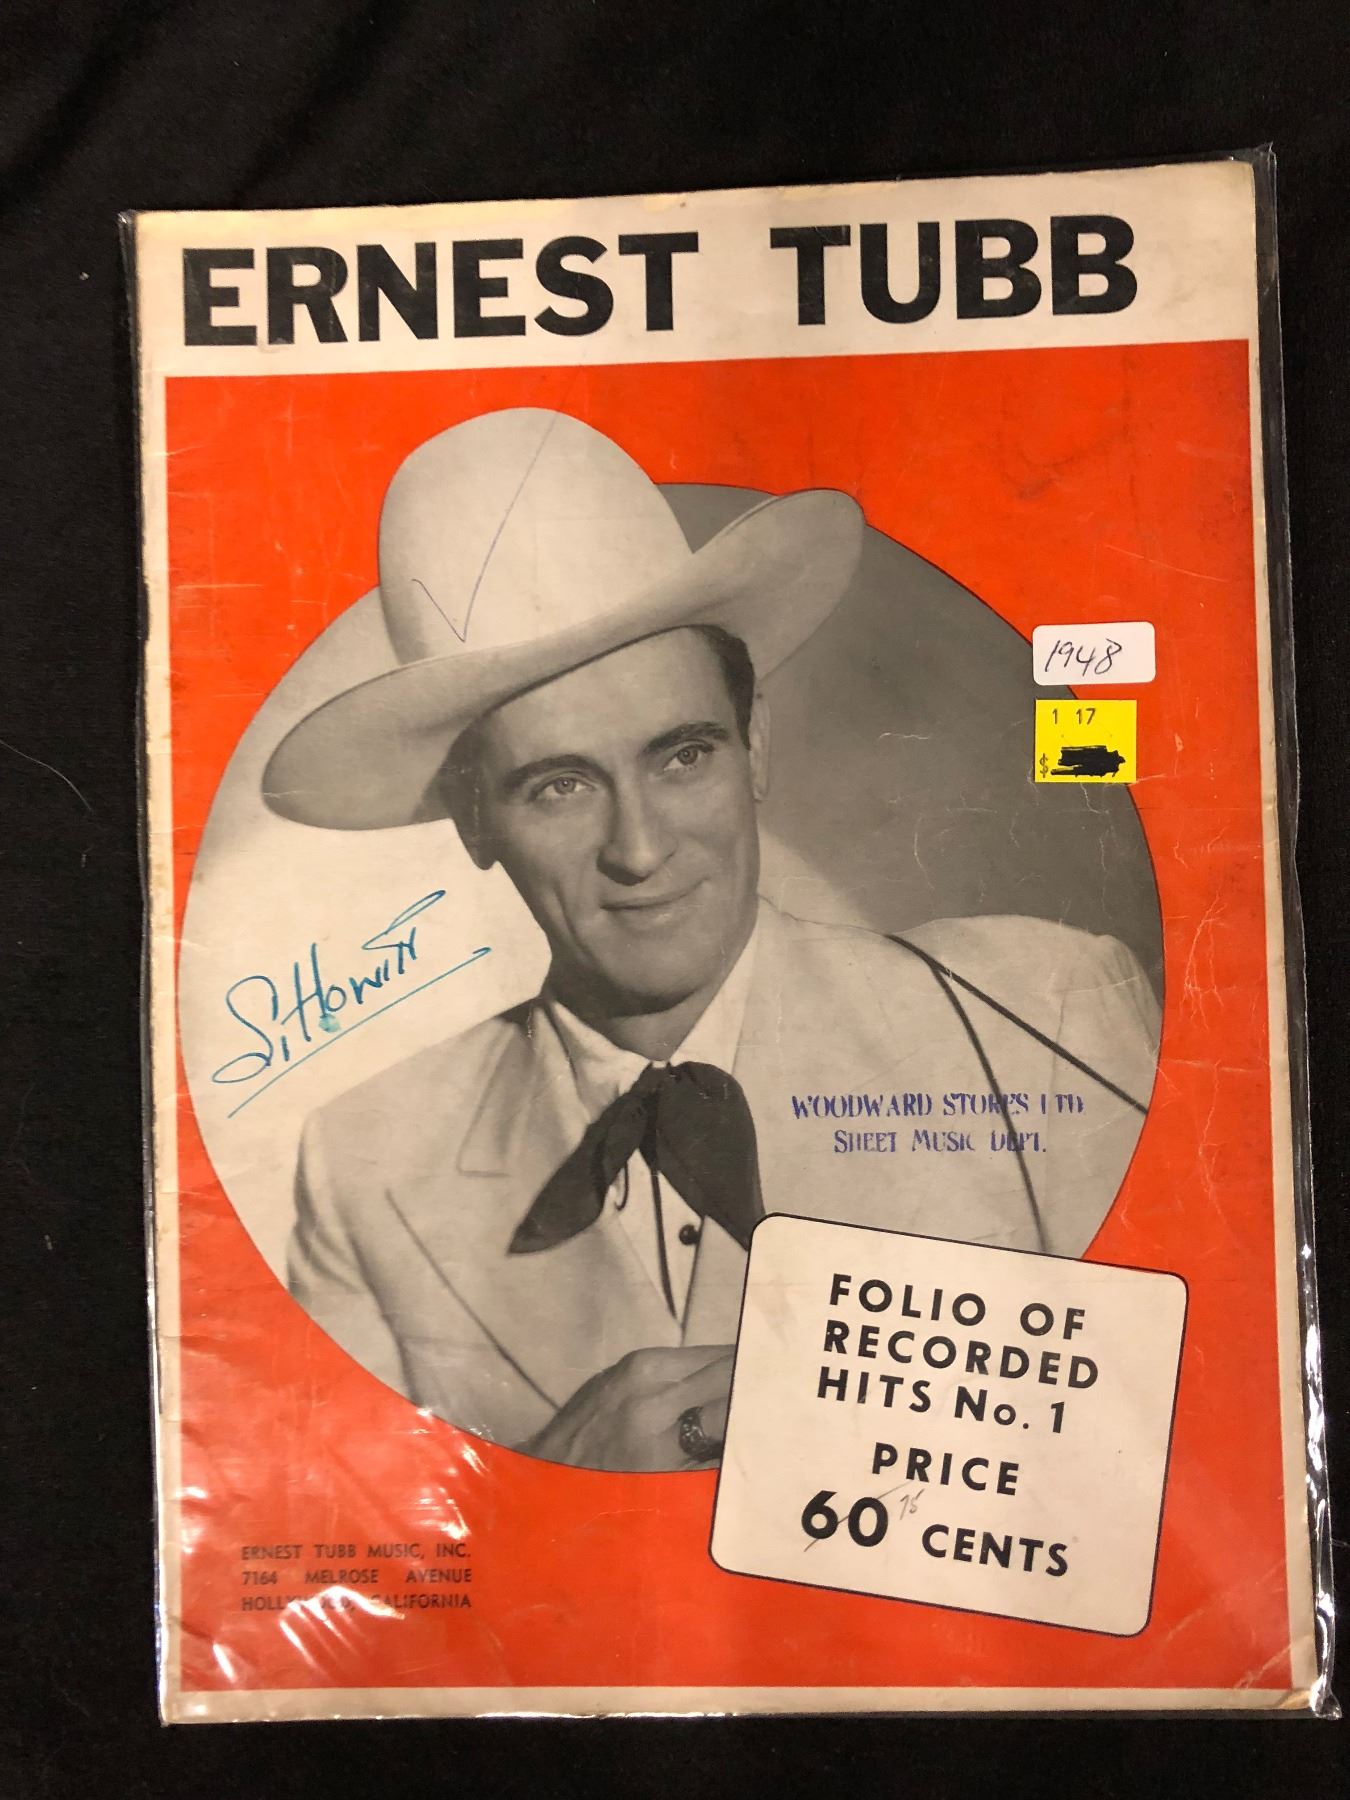 ERNEST TUBB
1948
1 17
$
S. Howitt
WOODWARD STORES LTD
SHEET MUSIC DEPT.
FOLIO OF
RECORDED
HITS No. 1
PRICE
60 75 CENTS
ERNEST TUBB MUSIC, INC.
7164 MELROSE AVENUE
HOLLYWOOD, CALIFORNIA